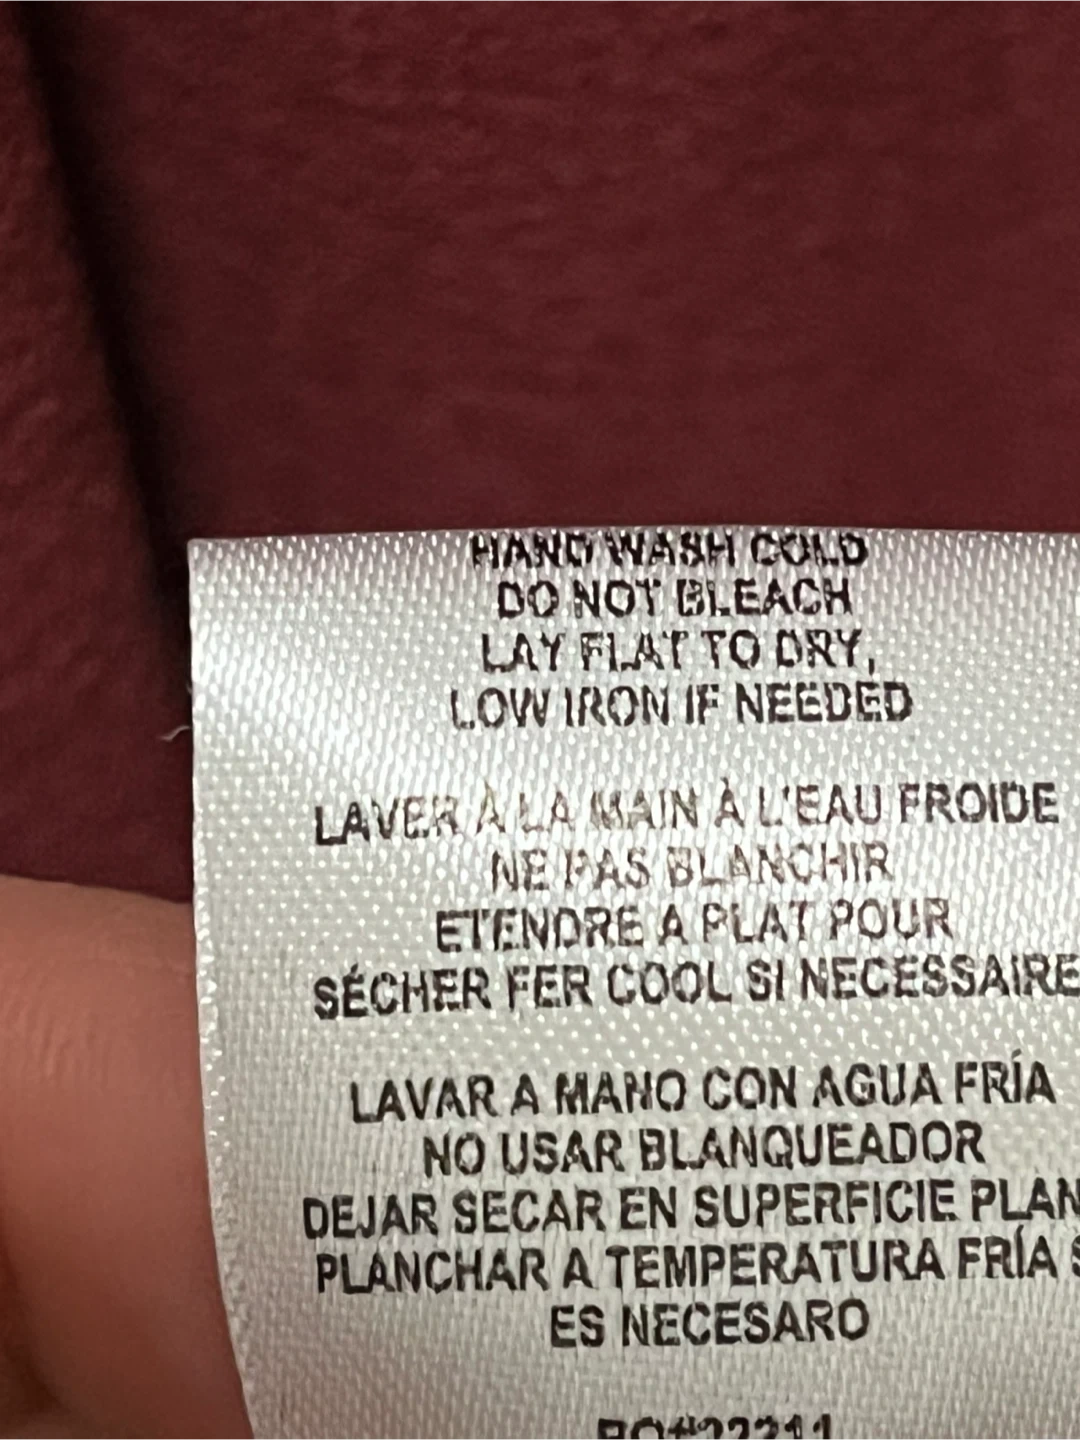 HAND WASH COLD
DO NOT BLEACH
LAY FLAT TO DRY,
LOW IRON IF NEEDED
LAVER À LA MAIN À L'EAU FROIDE
NE PAS BLANCHIR
ETENDRE A PLAT POUR
SÉCHER FER COOL SI NECESSAIRE
LAVAR A MANO CON AGUA FRÍA
NO USAR BLANQUEADOR
DEJAR SECAR EN SUPERFICIE PLAN
PLANCHAR A TEMPERATURA FRÍA S
ES NECESARO